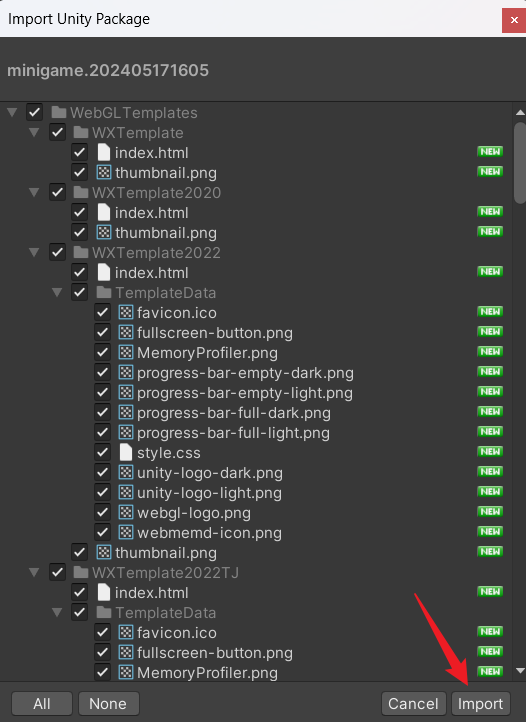 Import Unity Package
minigame.202405171605
WebGLTemplates
WXTemplate
index.html NEW
thumbnail.png NEW
WXTemplate2020
index.html NEW
thumbnail.png NEW
WXTemplate2022
index.html NEW
TemplateData
favicon.ico NEW
fullscreen-button.png NEW
MemoryProfiler.png NEW
progress-bar-empty-dark.png NEW
progress-bar-empty-light.png NEW
progress-bar-full-dark.png NEW
progress-bar-full-light.png NEW
style.css NEW
unity-logo-dark.png NEW
unity-logo-light.png NEW
webgl-logo.png NEW
webmemd-icon.png NEW
thumbnail.png NEW
WXTemplate2022TJ
index.html NEW
TemplateData
favicon.ico NEW
fullscreen-button.png NEW
MemoryProfiler.png NEW
All None Cancel Import